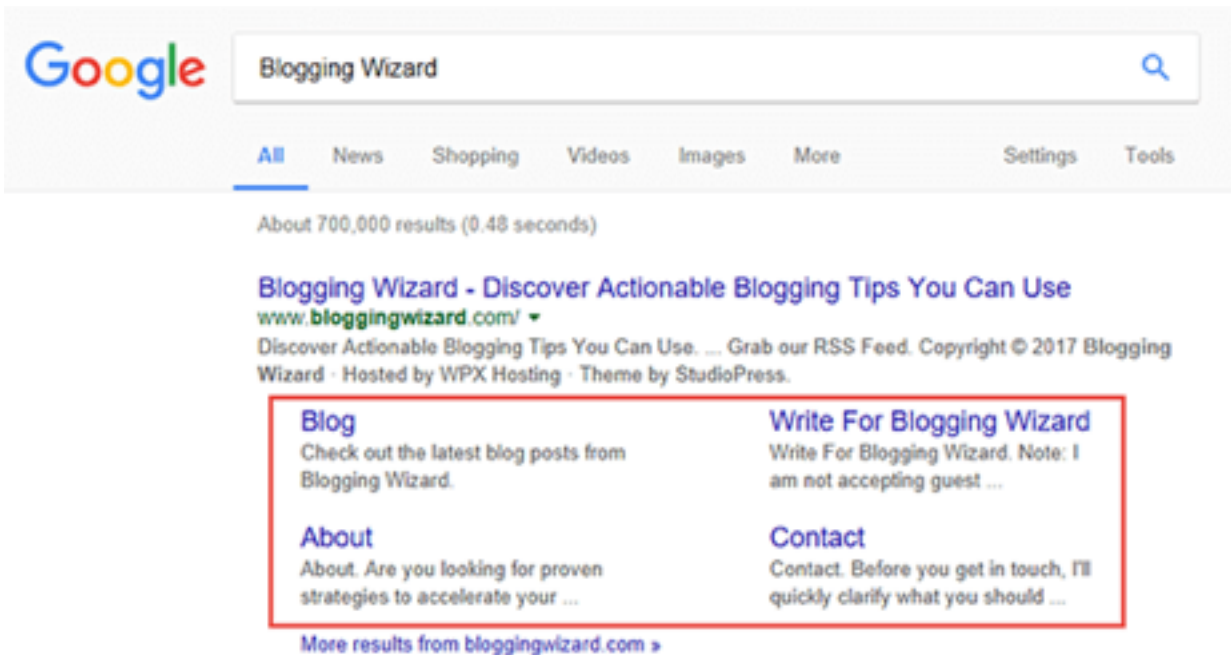 Google
Blogging Wizard
All News Shopping Videos Images More Settings Tools
About 700,000 results (0.48 seconds)
Blogging Wizard - Discover Actionable Blogging Tips You Can Use
www.bloggingwizard.com/
Discover Actionable Blogging Tips You Can Use. ... Grab our RSS Feed. Copyright © 2017 Blogging
Wizard · Hosted by WPX Hosting · Theme by StudioPress.
Blog
Check out the latest blog posts from
Blogging Wizard.
Write For Blogging Wizard
Write For Blogging Wizard. Note: I
am not accepting guest ...
About
About. Are you looking for proven
strategies to accelerate your ...
Contact
Contact. Before you get in touch, I'll
quickly clarify what you should ...
More results from bloggingwizard.com »